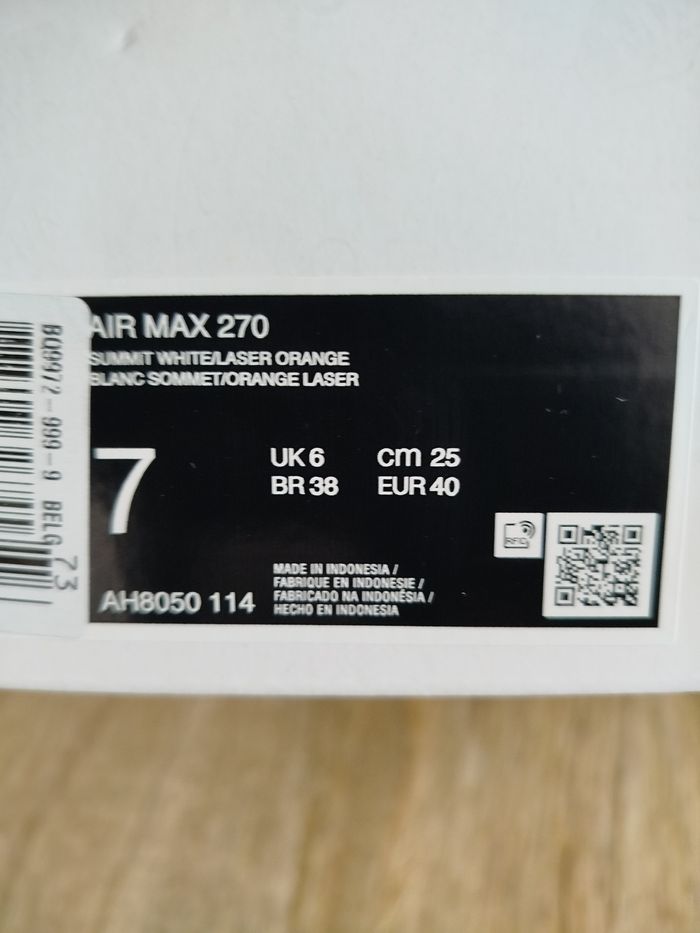 AIR MAX 270
SUMMIT WHITE/LASER ORANGE
BLANC SOMMET/ORANGE LASER
7
UK 6
cm 25
BR 38
EUR 40
RFID
AH8050 114
MADE IN INDONESIA /
FABRIQUE EN INDONESIE /
FABRICADO NA INDONÉSIA /
HECHO EN INDONESIA
BQ9972-999-9 BELG
73